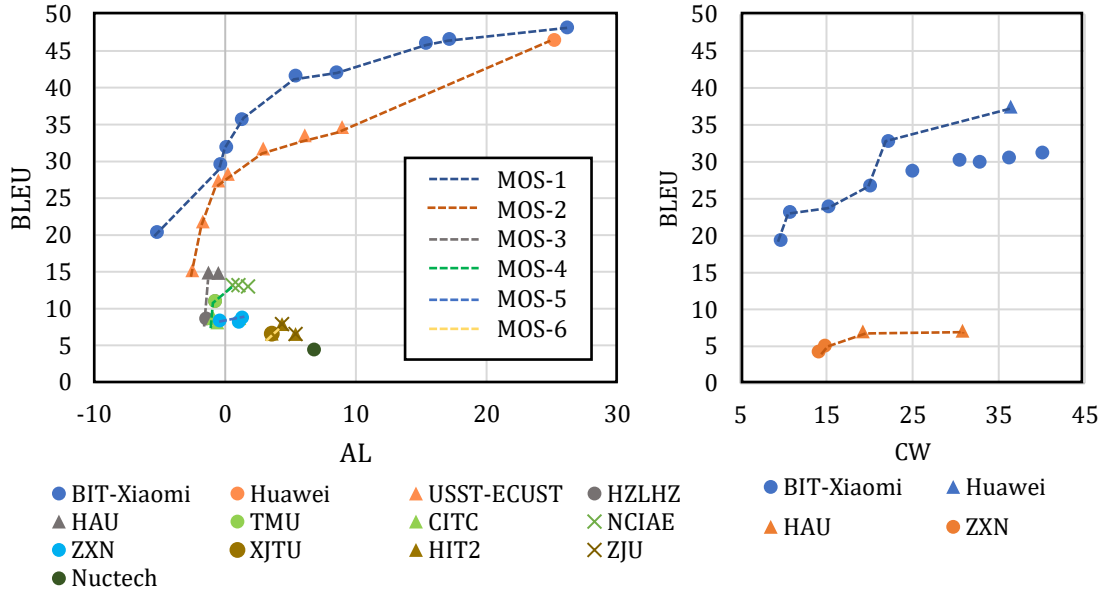 50
45
40
35
30
25
20
15
10
5
0
BLEU
-10 0 10 20 30
AL
MOS-1
MOS-2
MOS-3
MOS-4
MOS-5
MOS-6
BIT-Xiaomi Huawei USST-ECUST HZLHZ
HAU TMU CITC NCIAE
ZXN XJTU HIT2 ZJU
Nuctech
50
45
40
35
30
25
20
15
10
5
0
BLEU
5 15 25 35 45
CW
BIT-Xiaomi Huawei
HAU ZXN